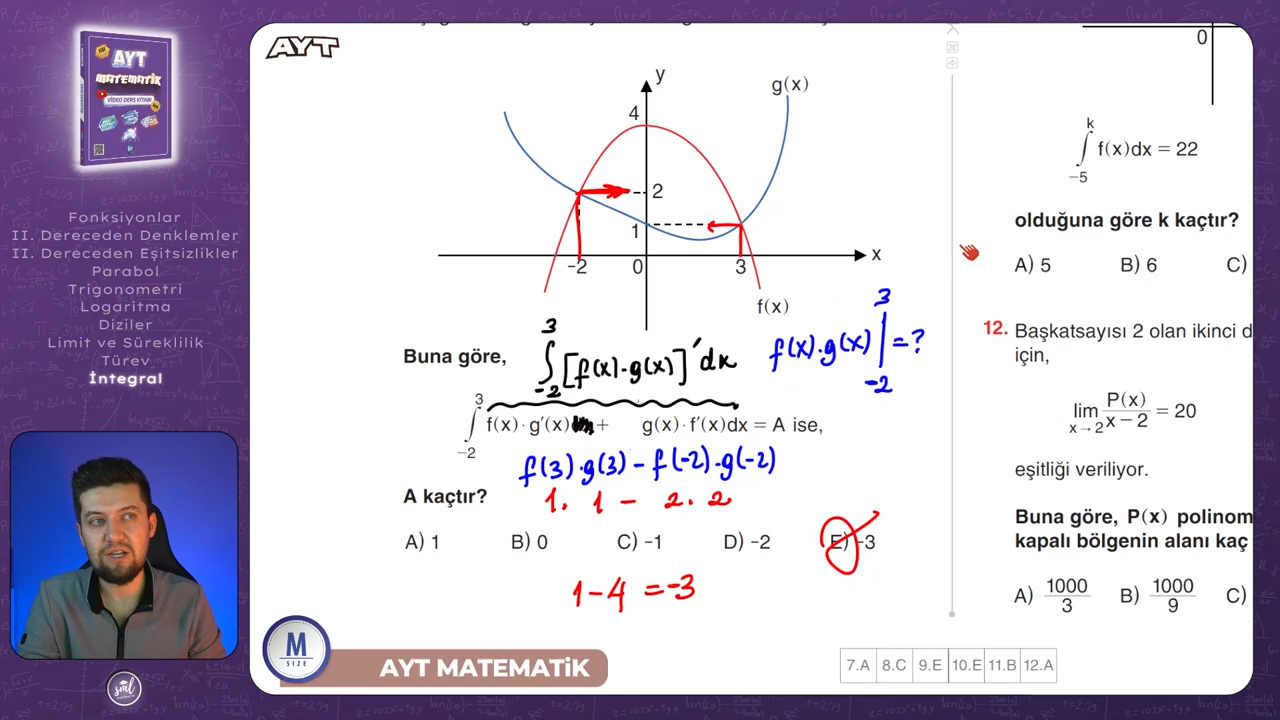 AYT
MATEMATİK
VİDEO DERS KİTABI
Fonksiyonlar
II. Dereceden Denklemler
II. Dereceden Eşitsizlikler
Parabol
Trigonometri
Logaritma
Diziler
Limit ve Süreklilik
Türev
İntegral
AYT
y
g(x)
4
2
1
-2
0
3
x
f(x)
Buna göre,
3
∫ [f(x)·g(x)]′ dx
-2
3
f(x)·g(x) | = ?
-2
3
∫ f(x) · g′(x) + g(x) · f′(x)dx = A ise,
−2
f(3)·g(3) - f(-2)·g(-2)
A kaçtır?
1. 1 - 2. 2
A) 1 B) 0 C) −1 D) −2 E) −3
1-4 = -3
M
SIZE
AYT MATEMATİK
sml
0
k
∫ f(x)dx = 22
−5
olduğuna göre k kaçtır?
A) 5 B) 6 C)
12. Başkatsayısı 2 olan ikinci d
için,
lim P(x)/(x − 2) = 20
x→2
eşitliği veriliyor.
Buna göre, P(x) polinom
kapalı bölgenin alanı kaç
A) 1000/3 B) 1000/9 C)
7.A 8.C 9.E 10.E 11.B 12.A